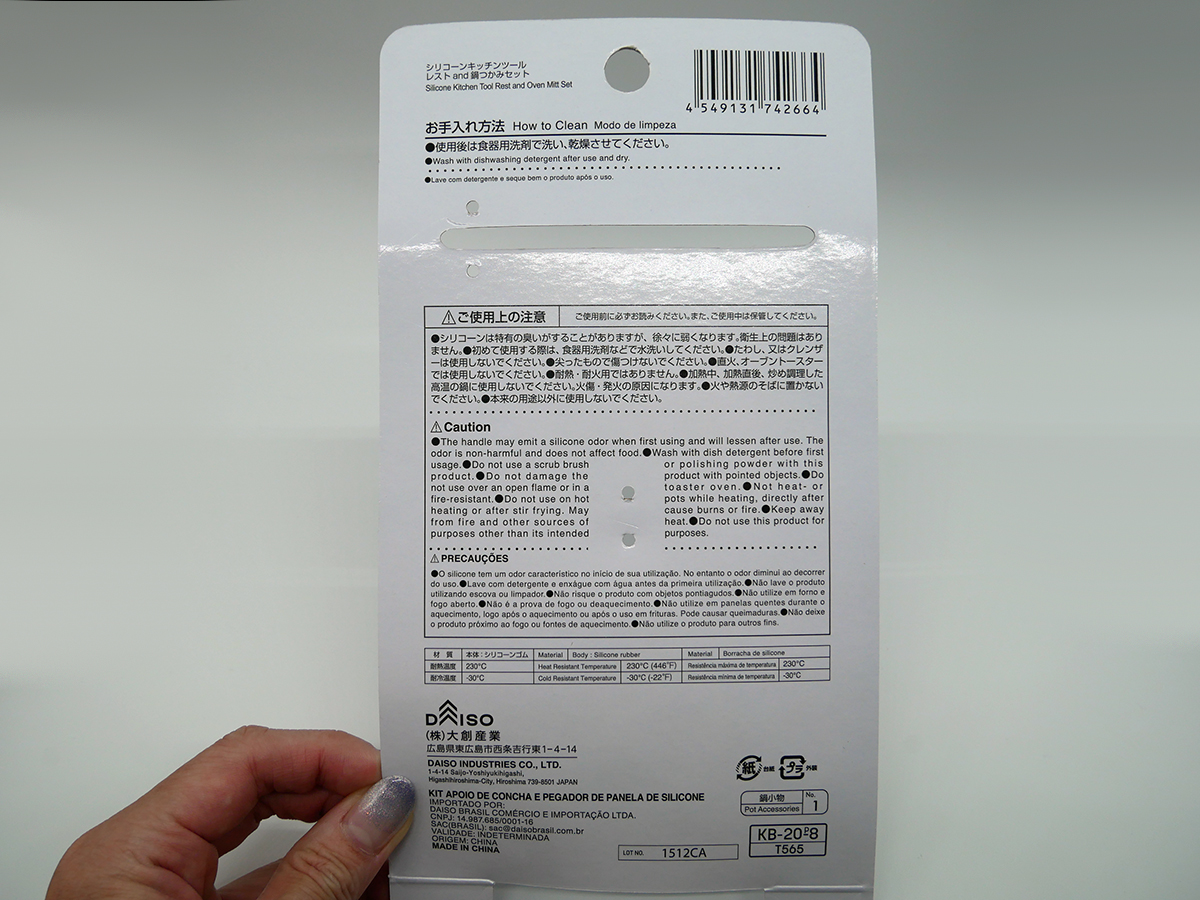 シリコーンキッチンツール
レスト and 鍋つかみセット
Silicone Kitchen Tool Rest and Oven Mitt Set
4 549131 742664
お手入れ方法 How to Clean Modo de limpeza
●使用後は食器用洗剤で洗い、乾燥させてください。
●Wash with dishwashing detergent after use and dry.
●Lave com detergente e seque bem o produto após o uso.
⚠ご使用上の注意 ご使用前に必ずお読みください。また、ご使用中は保管してください。
●シリコーンは特有の臭いがすることがありますが、徐々に弱くなります。衛生上の問題はあり
ません。●初めて使用する際は、食器用洗剤などで水洗いしてください。●たわし、又はクレンザ
ーは使用しないでください。●尖ったもので傷つけないでください。●直火、オーブントースター
では使用しないでください。●耐熱・耐火用ではありません。●加熱中、加熱直後、炒め調理した
高温の鍋に使用しないでください。火傷・発火の原因になります。●火や熱源のそばに置かない
でください。●本来の用途以外に使用しないでください。
⚠Caution
●The handle may emit a silicone odor when first using and will lessen after use. The
odor is non-harmful and does not affect food.●Wash with dish detergent before first
usage.●Do not use a scrub brush or polishing powder with this
product.●Do not damage the product with pointed objects.●Do
not use over an open flame or in a toaster oven.●Not heat- or
fire-resistant.●Do not use on hot pots while heating, directly after
heating or after stir frying. May cause burns or fire.●Keep away
from fire and other sources of heat.●Do not use this product for
purposes other than its intended purposes.
⚠PRECAUÇÕES
●O silicone tem um odor característico no início de sua utilização. No entanto o odor diminui ao decorrer
do uso.●Lave com detergente e enxágue com água antes da primeira utilização.●Não lave o produto
utilizando escova ou limpador.●Não risque o produto com objetos pontiagudos.●Não utilize em forno e
fogo aberto.●Não é a prova de fogo ou deaquecimento.●Não utilize em panelas quentes durante o
aquecimento, logo após o aquecimento ou após o uso em frituras. Pode causar queimaduras.●Não deixe
o produto próximo ao fogo ou fontes de aquecimento.●Não utilize o produto para outros fins.
材質 本体:シリコーンゴム Material Body : Silicone rubber Material Borracha de silicone
耐熱温度 230°C Heat Resistant Temperature 230°C (446°F) Resistência máxima de temperatura 230°C
耐冷温度 -30°C Cold Resistant Temperature -30°C (-22°F) Resistência mínima de temperatura -30°C
DAISO
(株)大創産業
広島県東広島市西条吉行東1-4-14
DAISO INDUSTRIES CO., LTD.
1-4-14 Saijo-Yoshiyukihigashi,
Higashihiroshima-City, Hiroshima 739-8501 JAPAN
紙 台紙 プラ 外装
KIT APOIO DE CONCHA E PEGADOR DE PANELA DE SILICONE
IMPORTADO POR:
DAISO BRASIL COMÉRCIO E IMPORTAÇÃO LTDA.
CNPJ: 14.987.685/0001-16
SAC(BRASIL): sac@daisobrasil.com.br
VALIDADE: INDETERMINADA
ORIGEM: CHINA
MADE IN CHINA
鍋小物 No.
Pot Accessories 1
KB-20 P8
T565
LOT NO. 1512CA